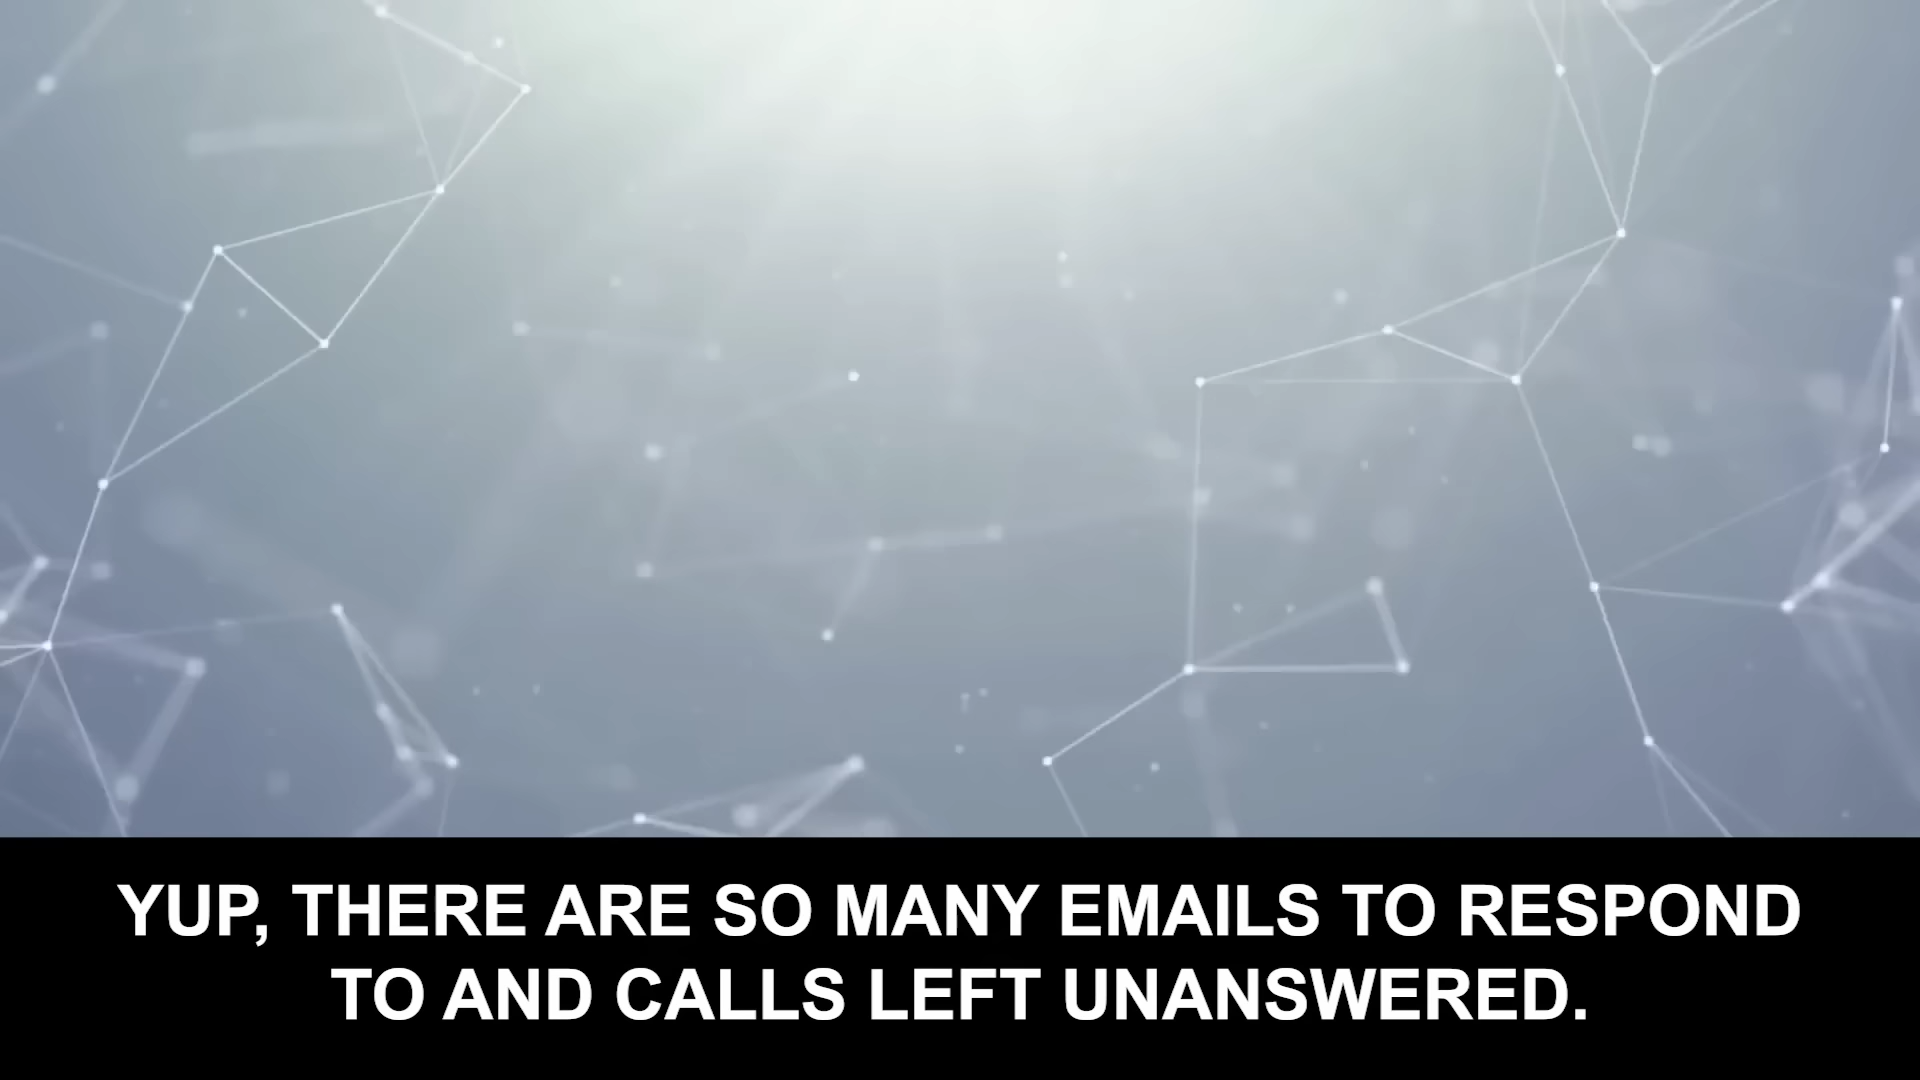 YUP, THERE ARE SO MANY EMAILS TO RESPOND
TO AND CALLS LEFT UNANSWERED.